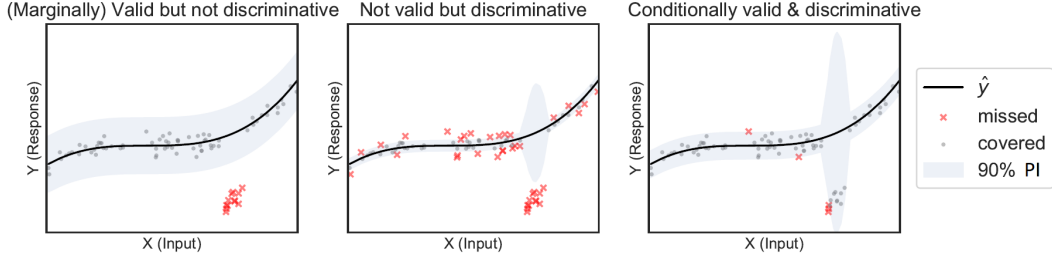 (Marginally) Valid but not discriminative
Not valid but discriminative
Conditionally valid & discriminative
Y (Response)
X (Input)
Y (Response)
X (Input)
Y (Response)
X (Input)
ŷ
missed
covered
90% PI